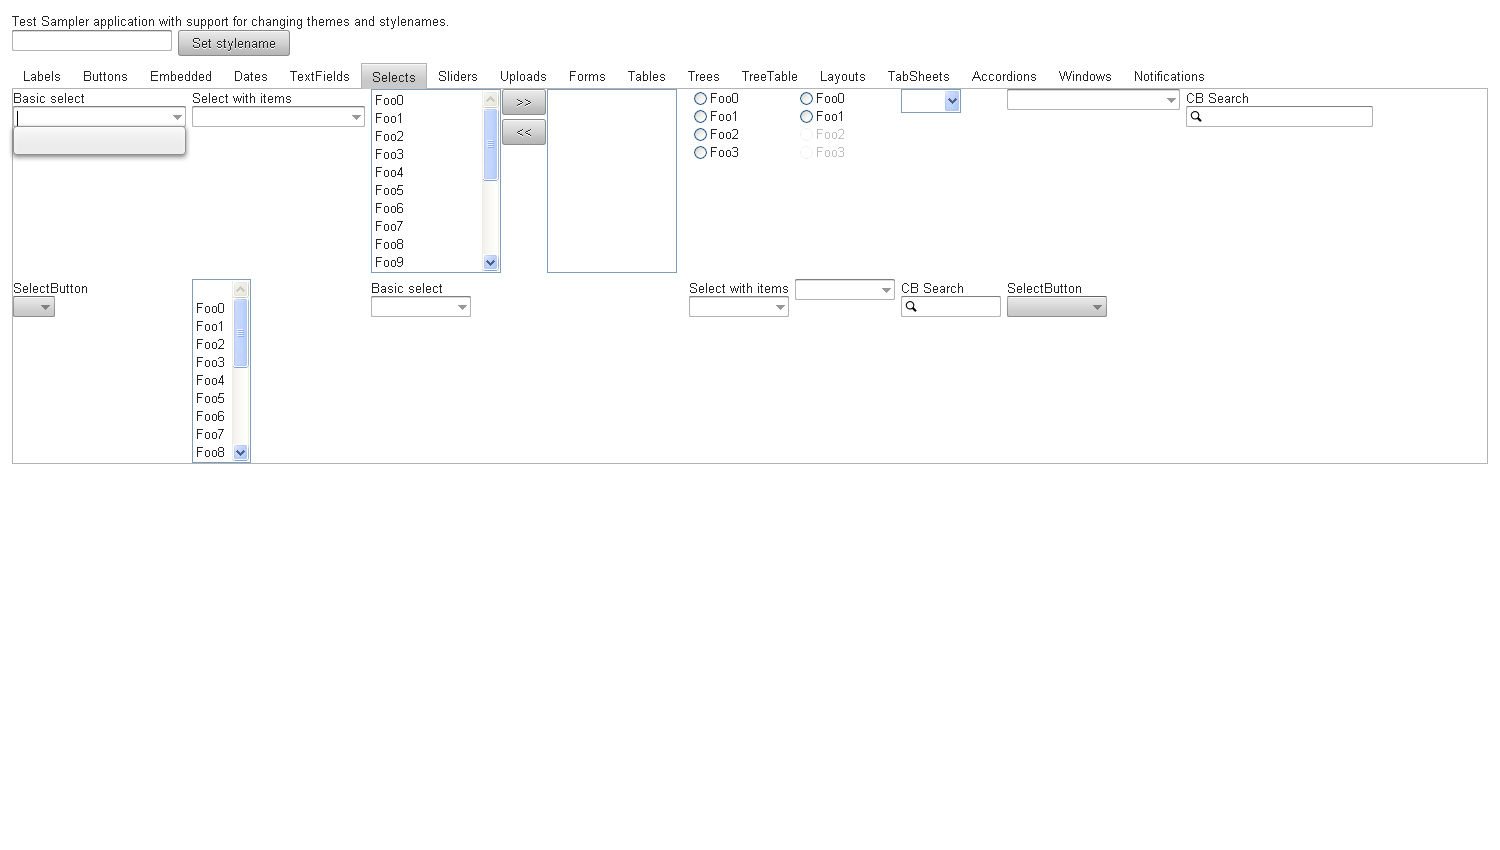 Test Sampler application with support for changing themes and stylenames.
Set stylename
Labels Buttons Embedded Dates TextFields Selects Sliders Uploads Forms Tables Trees TreeTable Layouts TabSheets Accordions Windows Notifications
Basic select
Select with items
Foo0
Foo1
Foo2
Foo3
Foo4
Foo5
Foo6
Foo7
Foo8
Foo9
>>
<<
Foo0
Foo1
Foo2
Foo3
Foo0
Foo1
Foo2
Foo3
CB Search
SelectButton
Foo0
Foo1
Foo2
Foo3
Foo4
Foo5
Foo6
Foo7
Foo8
Basic select
Select with items
CB Search
SelectButton